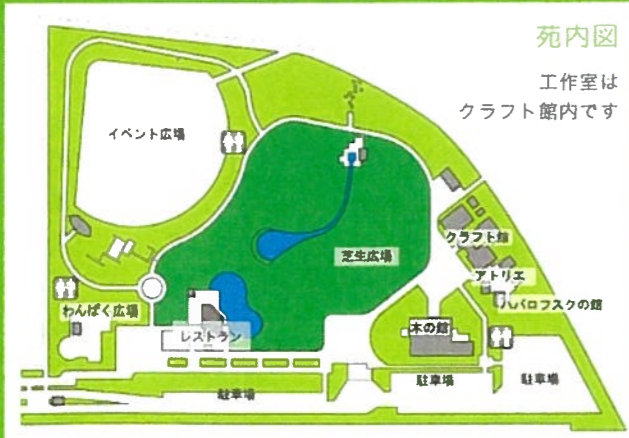 苑内図
工作室は
クラフト館内です
イベント広場
芝生広場
クラフト館
アトリエ
ハバロフスクの館
わんぱく広場
レストラン
木の館
駐車場
駐車場
駐車場